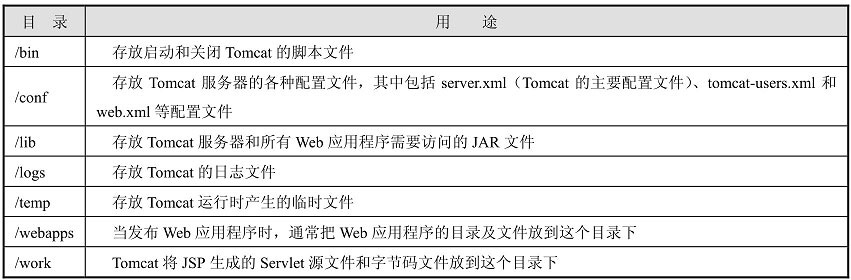 目 录 用 途
/bin 存放启动和关闭 Tomcat 的脚本文件
/conf 存放 Tomcat 服务器的各种配置文件，其中包括 server.xml（Tomcat 的主要配置文件）、tomcat-users.xml 和
web.xml 等配置文件
/lib 存放 Tomcat 服务器和所有 Web 应用程序需要访问的 JAR 文件
/logs 存放 Tomcat 的日志文件
/temp 存放 Tomcat 运行时产生的临时文件
/webapps 当发布 Web 应用程序时，通常把 Web 应用程序的目录及文件放到这个目录下
/work Tomcat 将 JSP 生成的 Servlet 源文件和字节码文件放到这个目录下